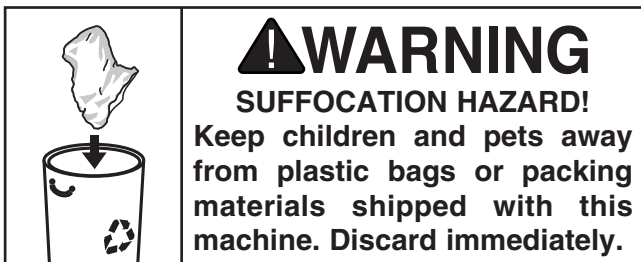 WARNING
SUFFOCATION HAZARD!
Keep children and pets away
from plastic bags or packing
materials shipped with this
machine. Discard immediately.